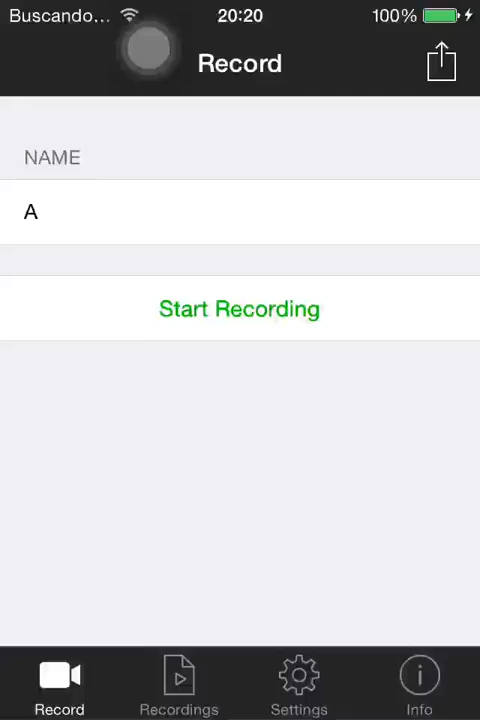 Buscando... 20:20 100%
Record
NAME
A
Start Recording
Record Recordings Settings Info